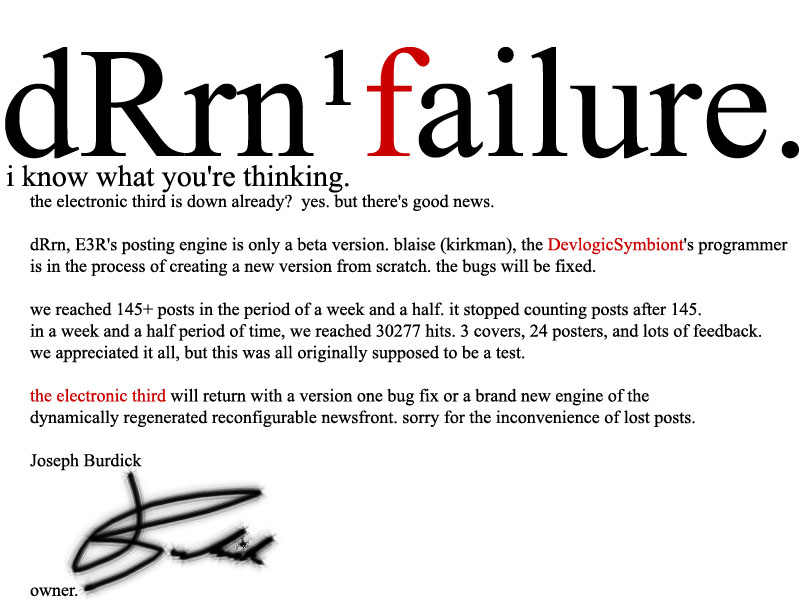 dRrn¹failure.
i know what you're thinking.
the electronic third is down already?  yes. but there's good news.
dRrn, E3R's posting engine is only a beta version. blaise (kirkman), the DevlogicSymbiont's programmer
is in the process of creating a new version from scratch. the bugs will be fixed.
we reached 145+ posts in the period of a week and a half. it stopped counting posts after 145.
in a week and a half period of time, we reached 30277 hits. 3 covers, 24 posters, and lots of feedback.
we appreciated it all, but this was all originally supposed to be a test.
the electronic third will return with a version one bug fix or a brand new engine of the
dynamically regenerated reconfigurable newsfront. sorry for the inconvenience of lost posts.
Joseph Burdick
owner.